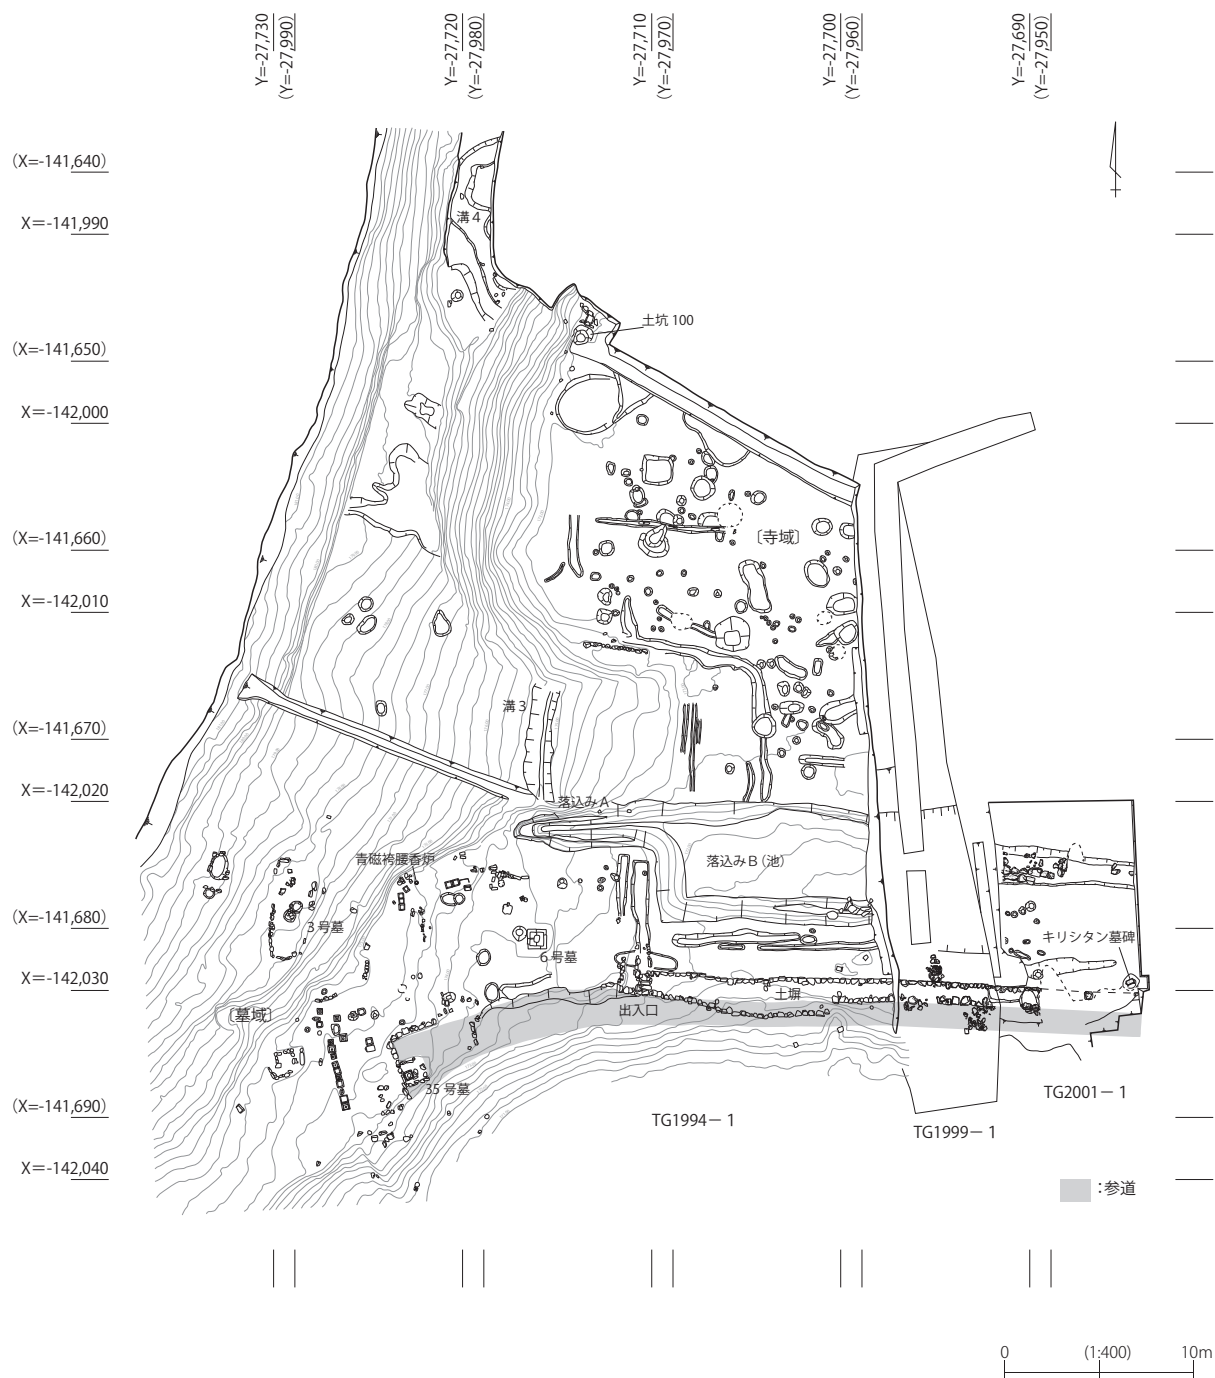 Y=-27,730
(Y=-27,990)
Y=-27,720
(Y=-27,980)
Y=-27,710
(Y=-27,970)
Y=-27,700
(Y=-27,960)
Y=-27,690
(Y=-27,950)
(X=-141,640)
X=-141,990
溝4
土坑100
(X=-141,650)
X=-142,000
(X=-141,660)
〔寺域〕
X=-142,010
溝3
(X=-141,670)
X=-142,020
落込みA
青磁袴腰香炉
落込みB(池)
(X=-141,680)
3号墓
キリシタン墓碑
6号墓
X=-142,030
土塀
〔墓域〕
出入口
35号墓
(X=-141,690)
TG1994-1
TG1999-1
TG2001-1
X=-142,040
:参道
0
(1:400)
10m